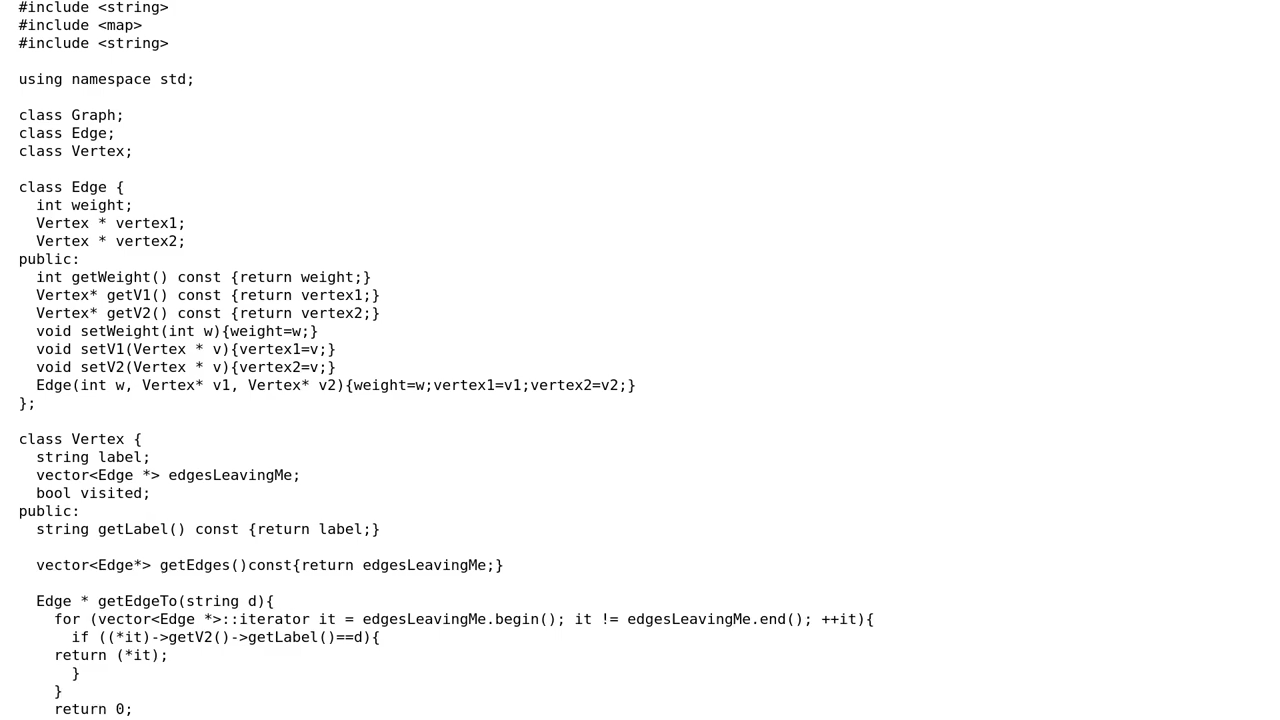 #include <string>
#include <map>
#include <string>

using namespace std;

class Graph;
class Edge;
class Vertex;

class Edge {
  int weight;
  Vertex * vertex1;
  Vertex * vertex2;
public:
  int getWeight() const {return weight;}
  Vertex* getV1() const {return vertex1;}
  Vertex* getV2() const {return vertex2;}
  void setWeight(int w){weight=w;}
  void setV1(Vertex * v){vertex1=v;}
  void setV2(Vertex * v){vertex2=v;}
  Edge(int w, Vertex* v1, Vertex* v2){weight=w;vertex1=v1;vertex2=v2;}
};

class Vertex {
  string label;
  vector<Edge *> edgesLeavingMe;
  bool visited;
public:
  string getLabel() const {return label;}

  vector<Edge*> getEdges()const{return edgesLeavingMe;}

  Edge * getEdgeTo(string d){
    for (vector<Edge *>::iterator it = edgesLeavingMe.begin(); it != edgesLeavingMe.end(); ++it){
      if ((*it)->getV2()->getLabel()==d){
    return (*it);
      }
    }
    return 0;